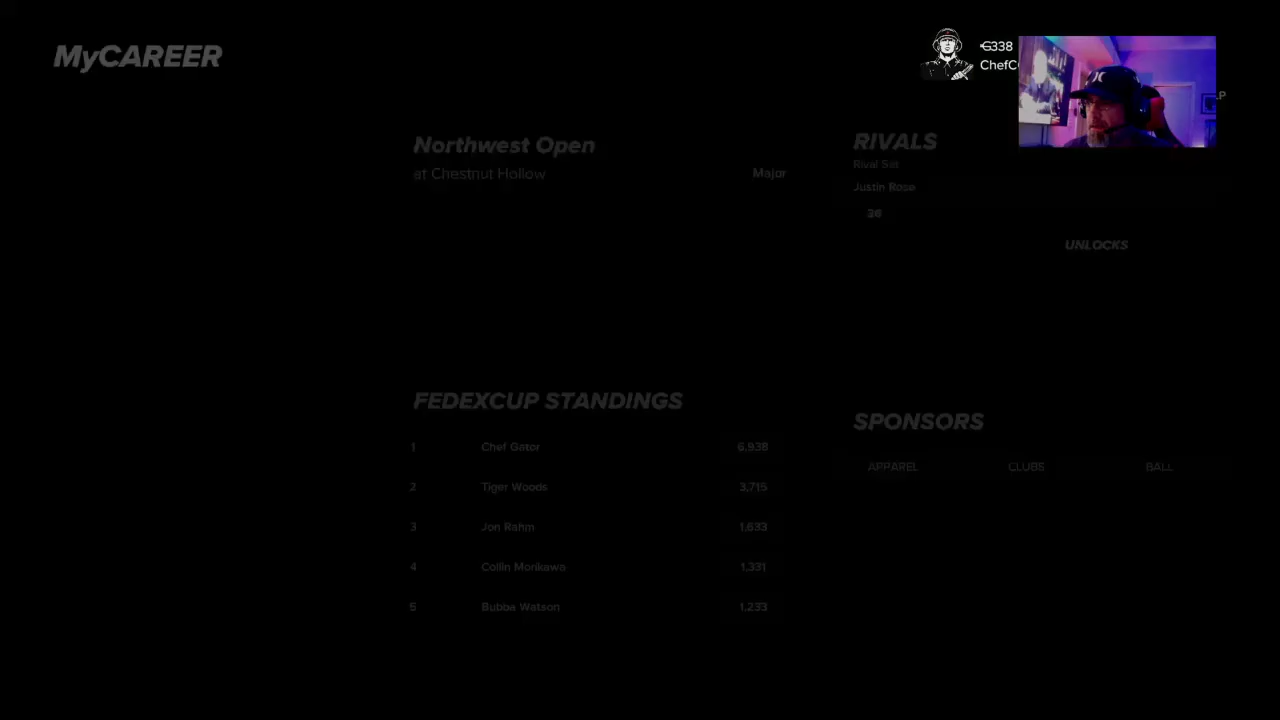 MyCAREER
G338
ChefC
Northwest Open
at Chestnut Hollow
Major
RIVALS
Rival Set
Justin Rose
UNLOCKS
FEDEXCUP STANDINGS
1 Chef Gator 6,938
2 Tiger Woods 3,715
3 Jon Rahm 1,633
4 Collin Morikawa 1,331
5 Bubba Watson 1,233
SPONSORS
APPAREL CLUBS BALL